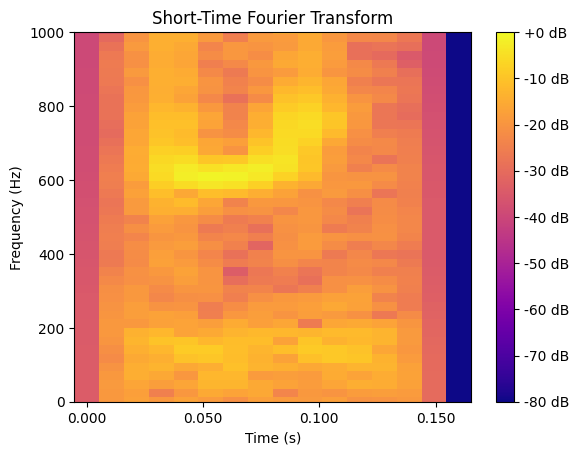 Short-Time Fourier Transform
1000
800
600
400
200
0
Frequency (Hz)
0.000
0.050
0.100
0.150
Time (s)
+0 dB
-10 dB
-20 dB
-30 dB
-40 dB
-50 dB
-60 dB
-70 dB
-80 dB